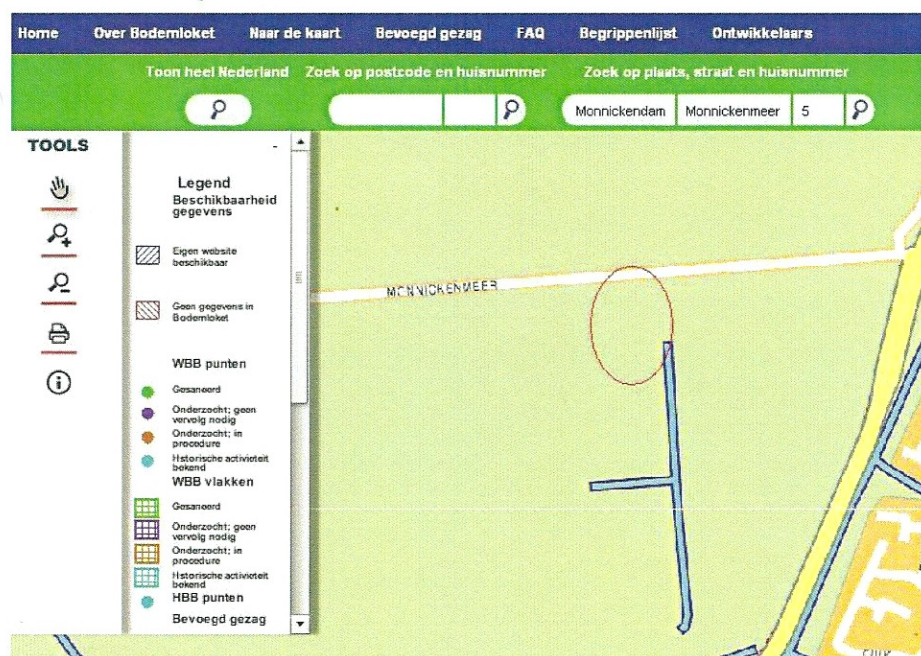 Home Over Bodemloket Naar de kaart Bevoegd gezag FAQ Begrippenlijst Ontwikkelaars
Toon heel Nederland Zoek op postcode en huisnummer Zoek op plaats, straat en huisnummer
Monnickendam Monnickenmeer 5
TOOLS
-
Legend
Beschikbaarheid
gegevens
Eigen website
beschikbaar
Geen gegevens in
Bodemloket
WBB punten
Gesaneerd
Onderzocht; geen
vervolg nodig
Onderzocht; in
procedure
Historische activiteit
bekend
WBB vlakken
Gesaneerd
Onderzocht; geen
vervolg nodig
Onderzocht; in
procedure
Historische activiteit
bekend
HBB punten
Bevoegd gezag
MONNICKENMEER